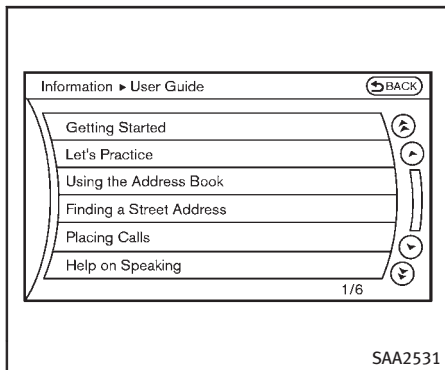 Information ▸ User Guide
BACK
Getting Started
Let's Practice
Using the Address Book
Finding a Street Address
Placing Calls
Help on Speaking
1/6
SAA2531